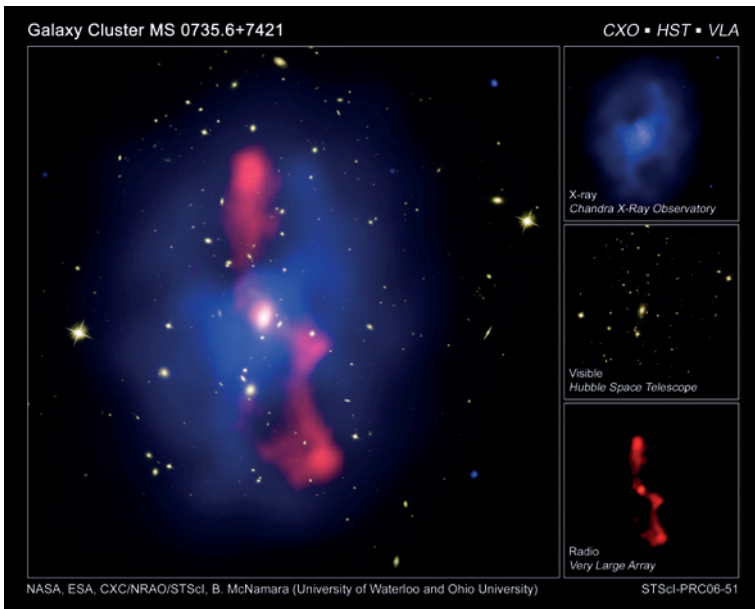 Galaxy Cluster MS 0735.6+7421
CXO ▪ HST ▪ VLA
X-ray
Chandra X-Ray Observatory
Visible
Hubble Space Telescope
Radio
Very Large Array
NASA, ESA, CXC/NRAO/STScI, B. McNamara (University of Waterloo and Ohio University)
STScI-PRC06-51